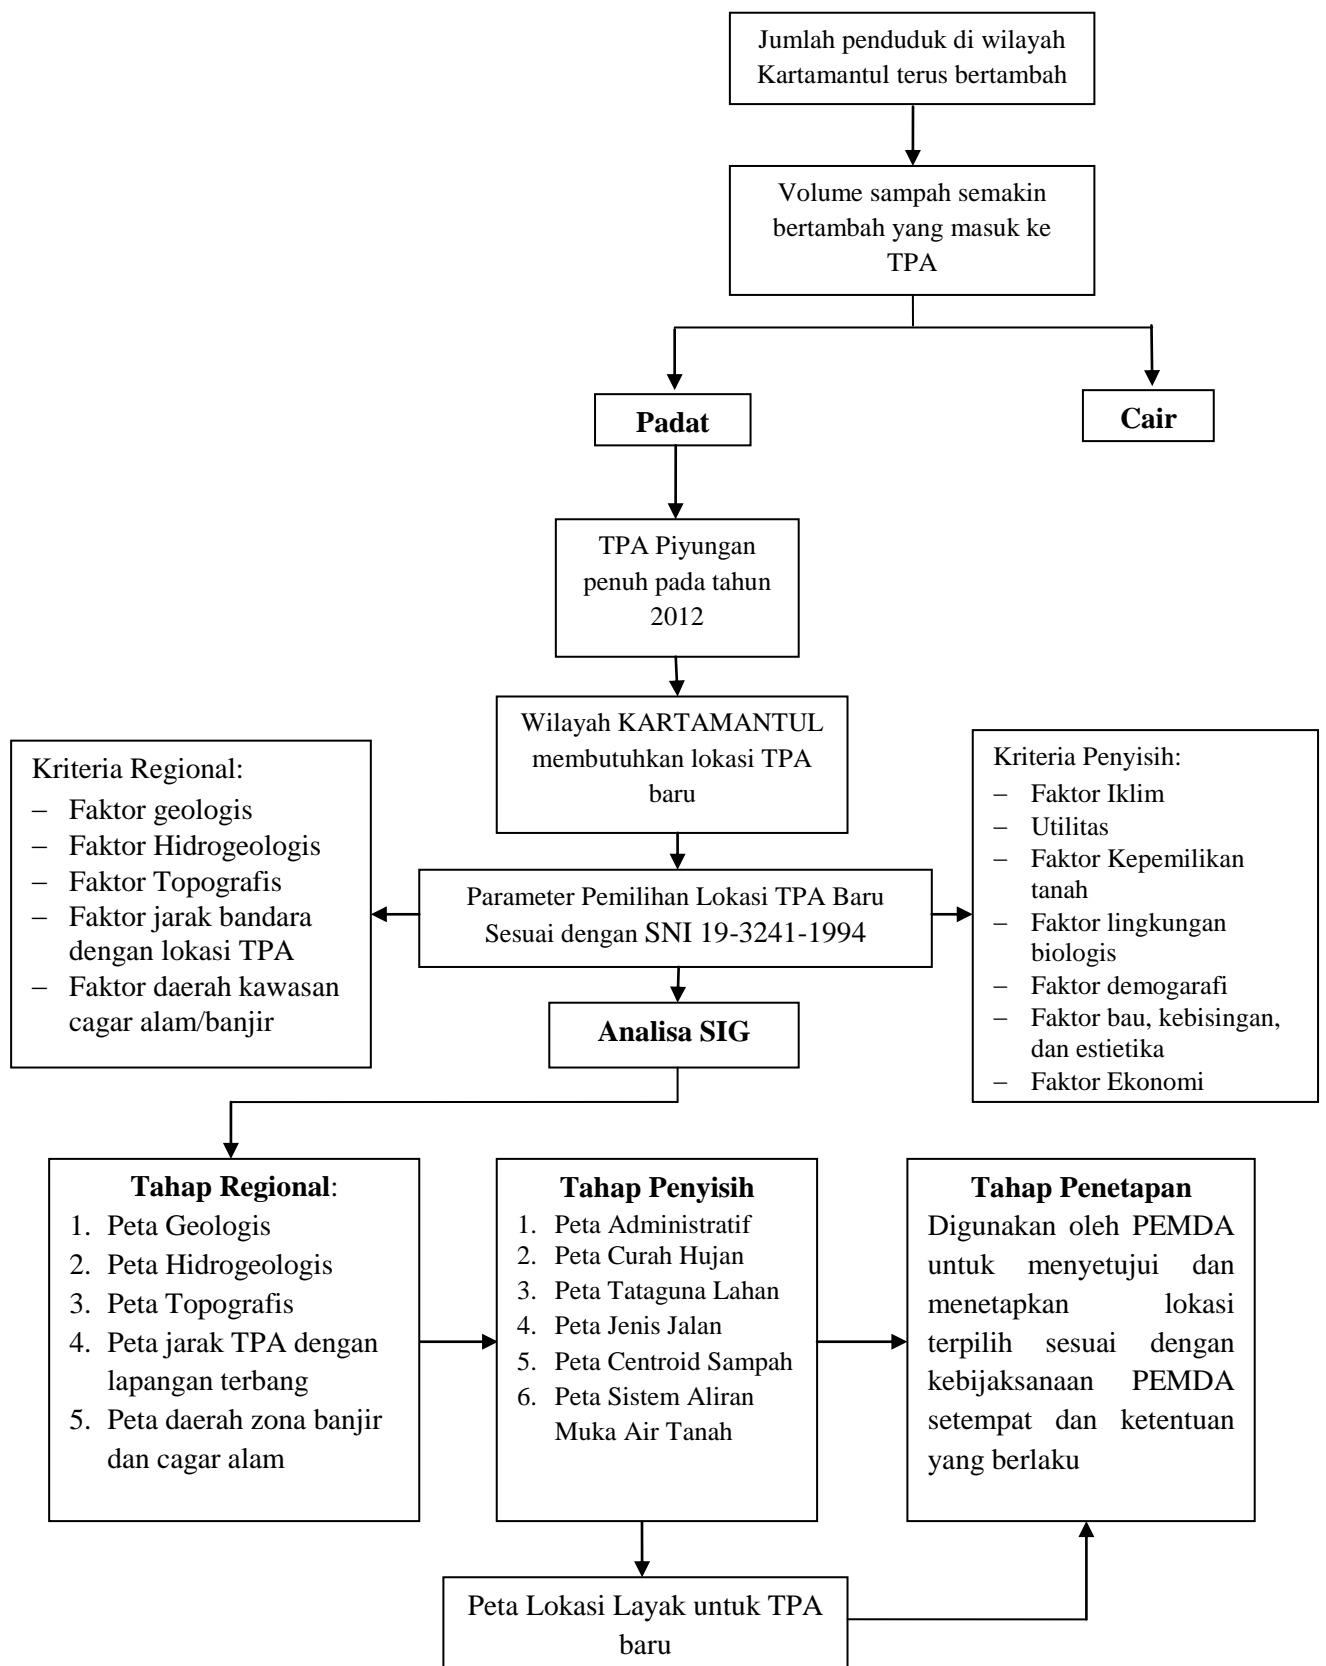 Jumlah penduduk di wilayah
Kartamantul terus bertambah
Volume sampah semakin
bertambah yang masuk ke
TPA
Padat
Cair
TPA Piyungan
penuh pada tahun
2012
Wilayah KARTAMANTUL
membutuhkan lokasi TPA
baru
Kriteria Regional:
– Faktor geologis
– Faktor Hidrogeologis
– Faktor Topografis
– Faktor jarak bandara
dengan lokasi TPA
– Faktor daerah kawasan
cagar alam/banjir
Parameter Pemilihan Lokasi TPA Baru
Sesuai dengan SNI 19-3241-1994
Kriteria Penyisih:
– Faktor Iklim
– Utilitas
– Faktor Kepemilikan
tanah
– Faktor lingkungan
biologis
– Faktor demogarafi
– Faktor bau, kebisingan,
dan estietika
– Faktor Ekonomi
Analisa SIG
Tahap Regional:
1. Peta Geologis
2. Peta Hidrogeologis
3. Peta Topografis
4. Peta jarak TPA dengan
lapangan terbang
5. Peta daerah zona banjir
dan cagar alam
Tahap Penyisih
1. Peta Administratif
2. Peta Curah Hujan
3. Peta Tataguna Lahan
4. Peta Jenis Jalan
5. Peta Centroid Sampah
6. Peta Sistem Aliran
Muka Air Tanah
Tahap Penetapan
Digunakan oleh PEMDA
untuk menyetujui dan
menetapkan lokasi
terpilih sesuai dengan
kebijaksanaan PEMDA
setempat dan ketentuan
yang berlaku
Peta Lokasi Layak untuk TPA
baru